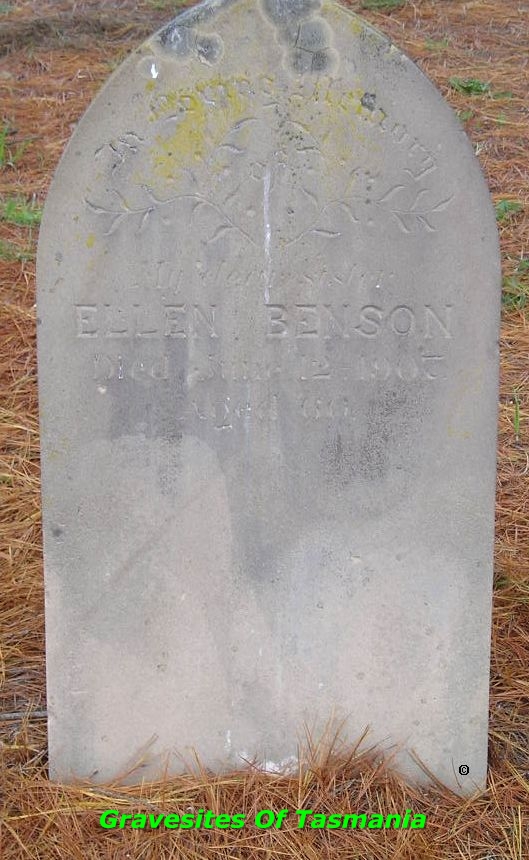 In Loving Memory
of
My dear sister
ELLEN BENSON
Died June 12 1907.
Aged 66
©
Gravesites Of Tasmania